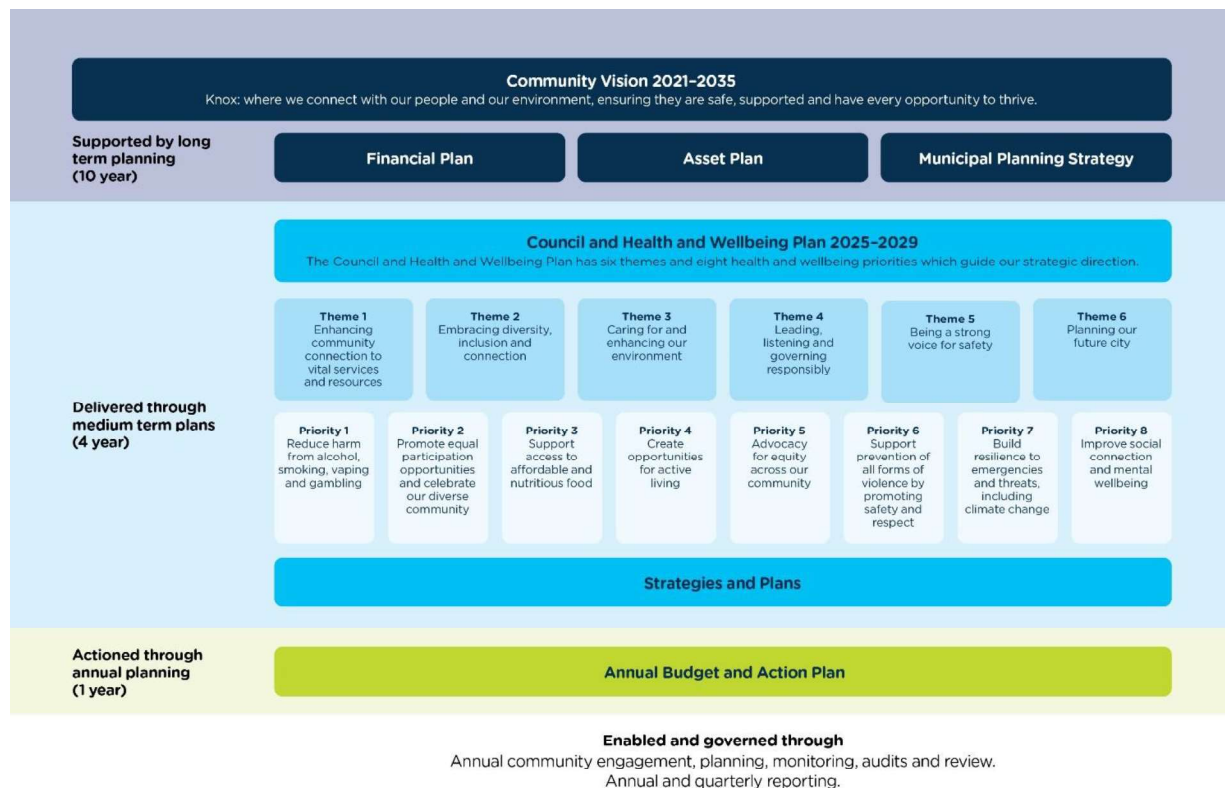 Community Vision 2021–2035
Knox: where we connect with our people and our environment, ensuring they are safe, supported and have every opportunity to thrive.
Supported by long
term planning
(10 year)
Financial Plan
Asset Plan
Municipal Planning Strategy
Council and Health and Wellbeing Plan 2025–2029
The Council and Health and Wellbeing Plan has six themes and eight health and wellbeing priorities which guide our strategic direction.
Delivered through
medium term plans
(4 year)
Theme 1
Enhancing
community
connection to
vital services
and resources
Theme 2
Embracing diversity,
inclusion and
connection
Theme 3
Caring for and
enhancing our
environment
Theme 4
Leading,
listening and
governing
responsibly
Theme 5
Being a strong
voice for safety
Theme 6
Planning our
future city
Priority 1
Reduce harm
from alcohol,
smoking, vaping
and gambling
Priority 2
Promote equal
participation
opportunities
and celebrate
our diverse
community
Priority 3
Support
access to
affordable and
nutritious food
Priority 4
Create
opportunities
for active
living
Priority 5
Advocacy
for equity
across our
community
Priority 6
Support
prevention of
all forms of
violence by
promoting
safety and
respect
Priority 7
Build
resilience to
emergencies
and threats,
including
climate change
Priority 8
Improve social
connection
and mental
wellbeing
Strategies and Plans
Actioned through
annual planning
(1 year)
Annual Budget and Action Plan
Enabled and governed through
Annual community engagement, planning, monitoring, audits and review.
Annual and quarterly reporting.